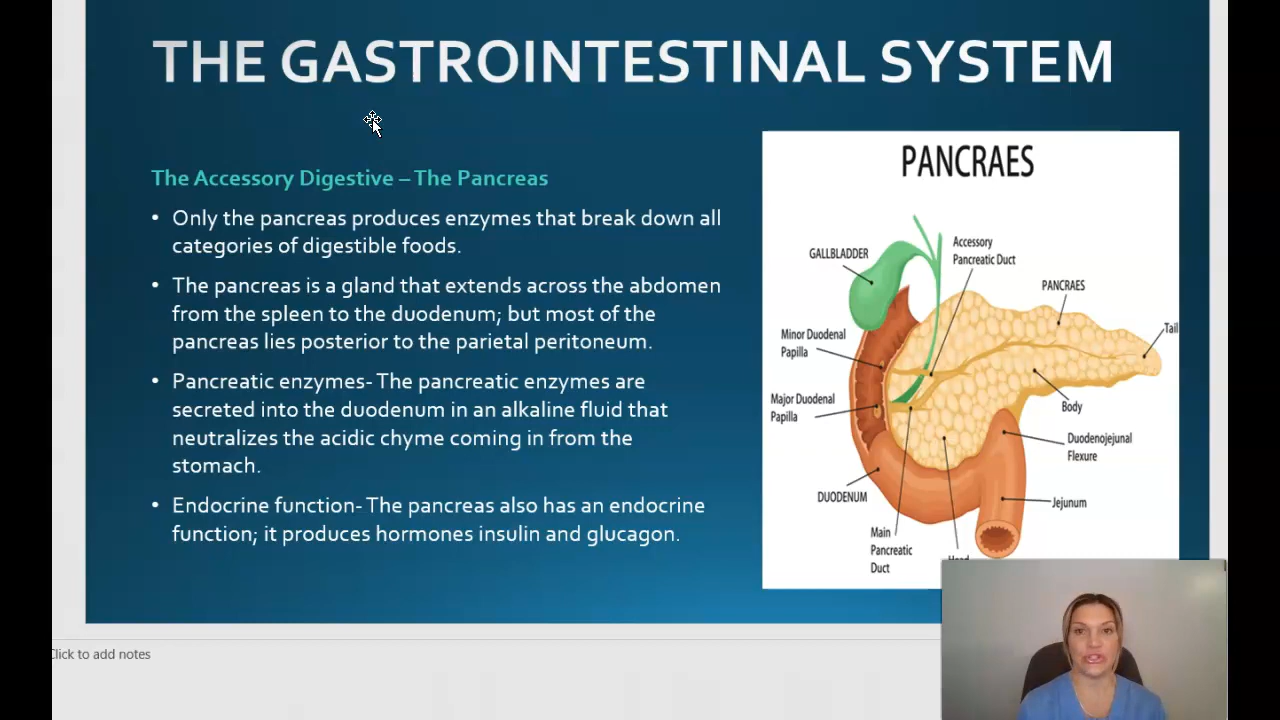 THE GASTROINTESTINAL SYSTEM
The Accessory Digestive – The Pancreas
• Only the pancreas produces enzymes that break down all
categories of digestible foods.
• The pancreas is a gland that extends across the abdomen
from the spleen to the duodenum; but most of the
pancreas lies posterior to the parietal peritoneum.
• Pancreatic enzymes- The pancreatic enzymes are
secreted into the duodenum in an alkaline fluid that
neutralizes the acidic chyme coming in from the
stomach.
• Endocrine function- The pancreas also has an endocrine
function; it produces hormones insulin and glucagon.
PANCRAES
GALLBLADDER
Accessory
Pancreatic Duct
PANCRAES
Tail
Minor Duodenal
Papilla
Major Duodenal
Papilla
Body
Duodenojejunal
Flexure
DUODENUM
Jejunum
Main
Pancreatic
Duct
Click to add notes